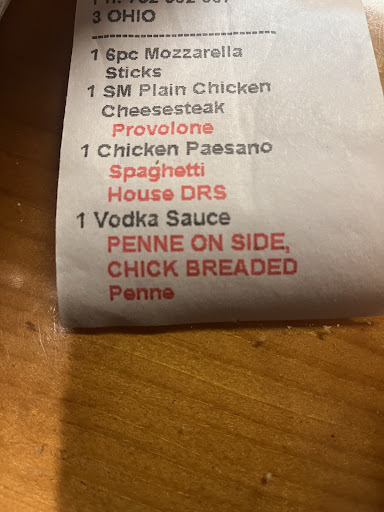 3 OHIO
1 6pc Mozzarella
Sticks
1 SM Plain Chicken
Cheesesteak
Provolone
1 Chicken Paesano
Spaghetti
House DRS
1 Vodka Sauce
PENNE ON SIDE,
CHICK BREADED
Penne